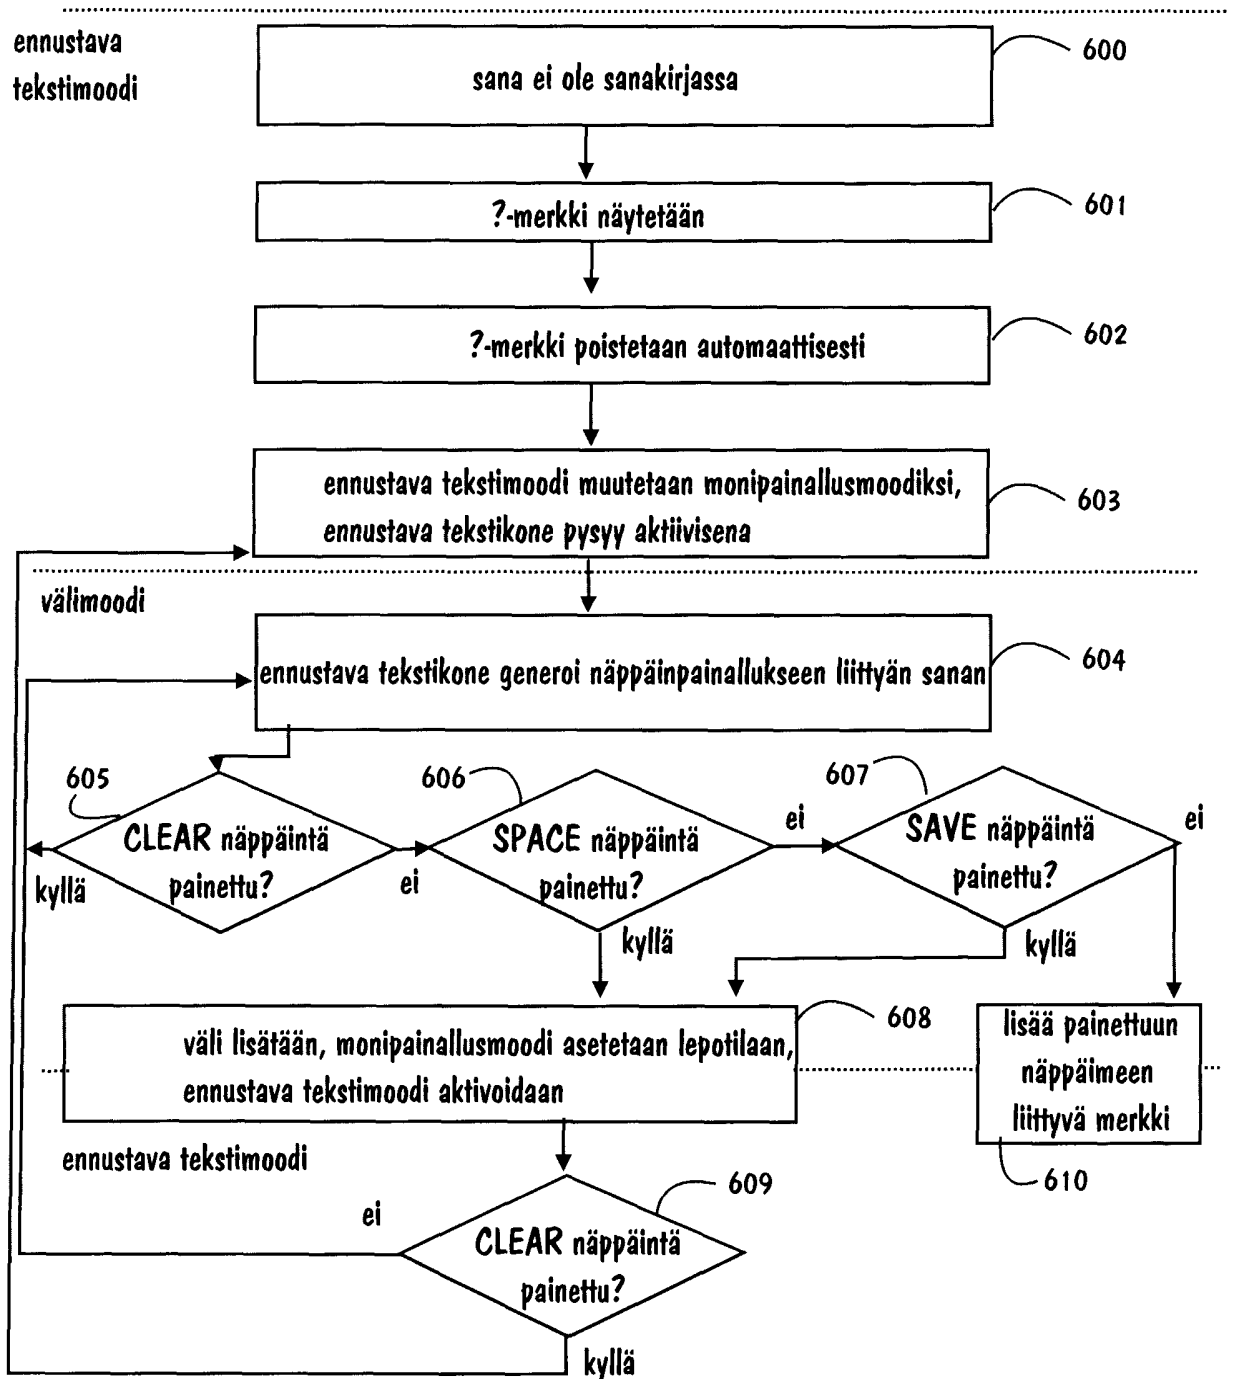 ennustava
tekstimoodi
sana ei ole sanakirjassa
600
?-merkki näytetään
601
?-merkki poistetaan automaattisesti
602
ennustava tekstimoodi muutetaan monipainallusmoodiksi,
ennustava tekstikone pysyy aktiivisena
603
välimoodi
ennustava tekstikone generoi näppäinpainallukseen liittyän sanan
604
605
CLEAR näppäintä
painettu?
kyllä
ei
606
SPACE näppäintä
painettu?
kyllä
ei
607
SAVE näppäintä
painettu?
kyllä
ei
väli lisätään, monipainallusmoodi asetetaan lepotilaan,
ennustava tekstimoodi aktivoidaan
608
lisää painettuun
näppäimeen
liittyvä merkki
610
ennustava tekstimoodi
609
CLEAR näppäintä
painettu?
ei
kyllä